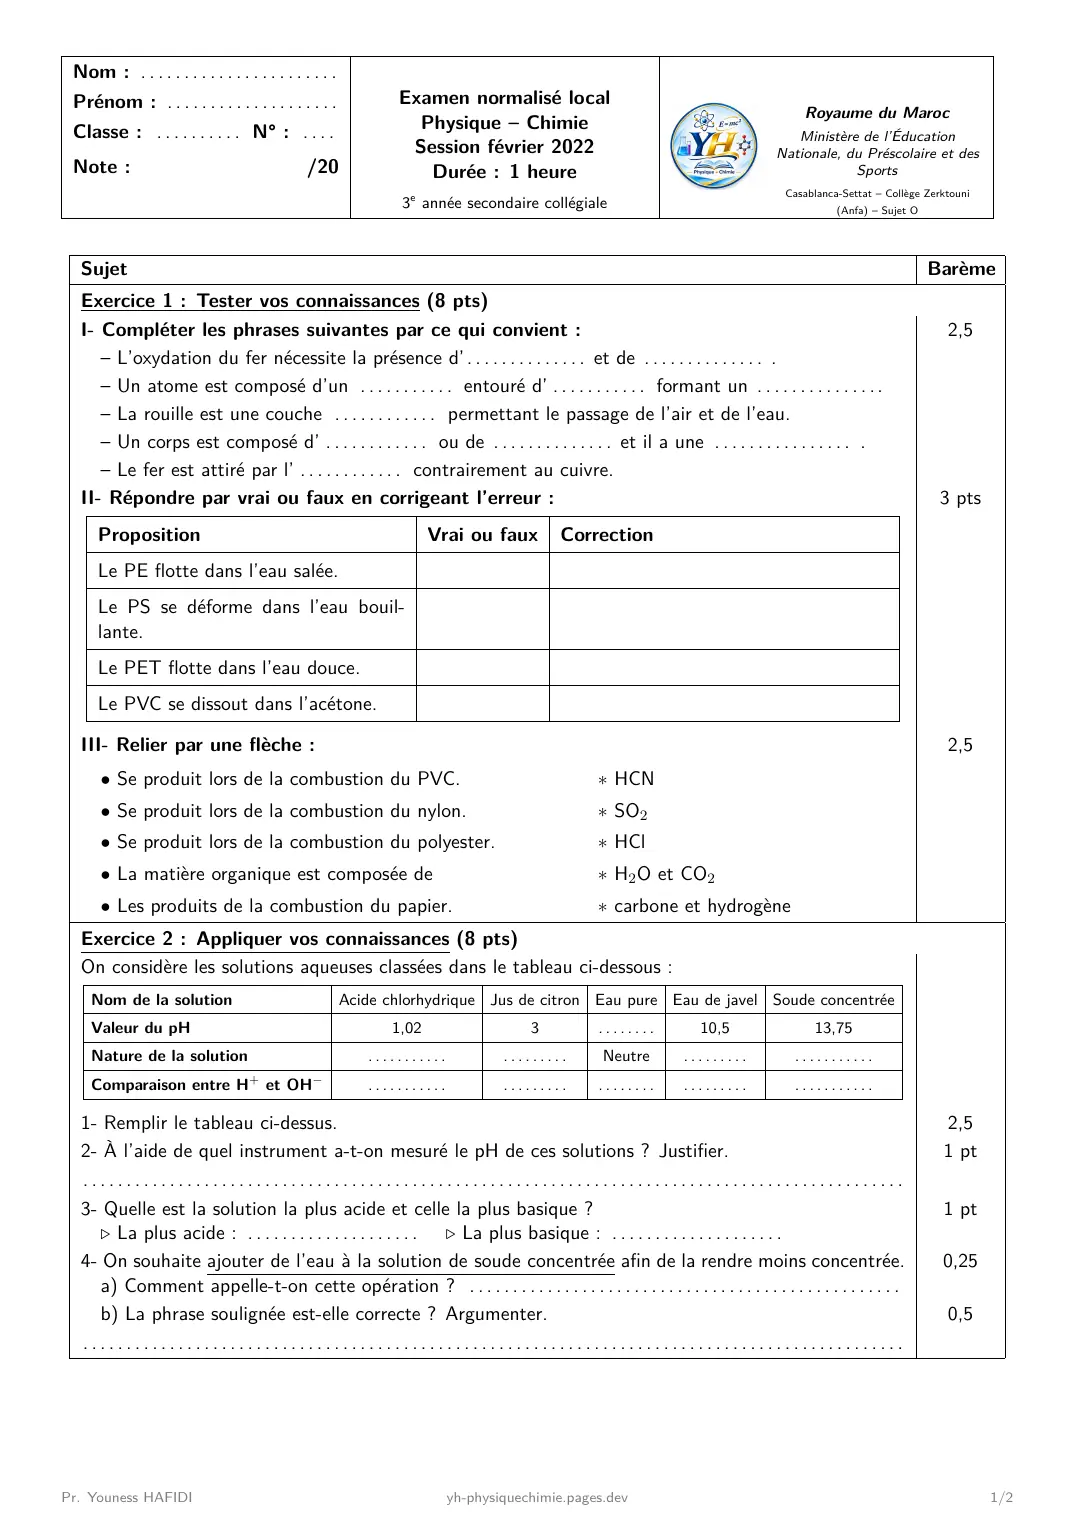 Nom : .......................
Prénom : ....................
Classe : .......... N° : ....
Note : /20
Examen normalisé local
Physique – Chimie
Session février 2022
Durée : 1 heure
3e année secondaire collégiale
E=mc²
YH
Physique - Chimie
Royaume du Maroc
Ministère de l'Éducation
Nationale, du Préscolaire et des
Sports
Casablanca-Settat – Collège Zerktouni
(Anfa) – Sujet O
Sujet Barème
Exercice 1 : Tester vos connaissances (8 pts)
I- Compléter les phrases suivantes par ce qui convient : 2,5
– L'oxydation du fer nécessite la présence d'.............. et de .............. .
– Un atome est composé d'un ........... entouré d' ........... formant un ...............
– La rouille est une couche ............ permettant le passage de l'air et de l'eau.
– Un corps est composé d' ............ ou de .............. et il a une ................ .
– Le fer est attiré par l' ............ contrairement au cuivre.
II- Répondre par vrai ou faux en corrigeant l'erreur : 3 pts
Proposition Vrai ou faux Correction
Le PE flotte dans l'eau salée.
Le PS se déforme dans l'eau bouil-
lante.
Le PET flotte dans l'eau douce.
Le PVC se dissout dans l'acétone.
III- Relier par une flèche : 2,5
• Se produit lors de la combustion du PVC. ∗ HCN
• Se produit lors de la combustion du nylon. ∗ SO₂
• Se produit lors de la combustion du polyester. ∗ HCl
• La matière organique est composée de ∗ H₂O et CO₂
• Les produits de la combustion du papier. ∗ carbone et hydrogène
Exercice 2 : Appliquer vos connaissances (8 pts)
On considère les solutions aqueuses classées dans le tableau ci-dessous :
Nom de la solution Acide chlorhydrique Jus de citron Eau pure Eau de javel Soude concentrée
Valeur du pH 1,02 3 ........ 10,5 13,75
Nature de la solution ........... ......... Neutre ......... ...........
Comparaison entre H⁺ et OH⁻ ........... ......... ........ ......... ...........
1- Remplir le tableau ci-dessus. 2,5
2- À l'aide de quel instrument a-t-on mesuré le pH de ces solutions ? Justifier. 1 pt
...............................................................................................
3- Quelle est la solution la plus acide et celle la plus basique ? 1 pt
▷ La plus acide : .................... ▷ La plus basique : ....................
4- On souhaite ajouter de l'eau à la solution de soude concentrée afin de la rendre moins concentrée. 0,25
a) Comment appelle-t-on cette opération ? ..................................................
b) La phrase soulignée est-elle correcte ? Argumenter. 0,5
...............................................................................................
Pr. Youness HAFIDI yh-physiquechimie.pages.dev 1/2